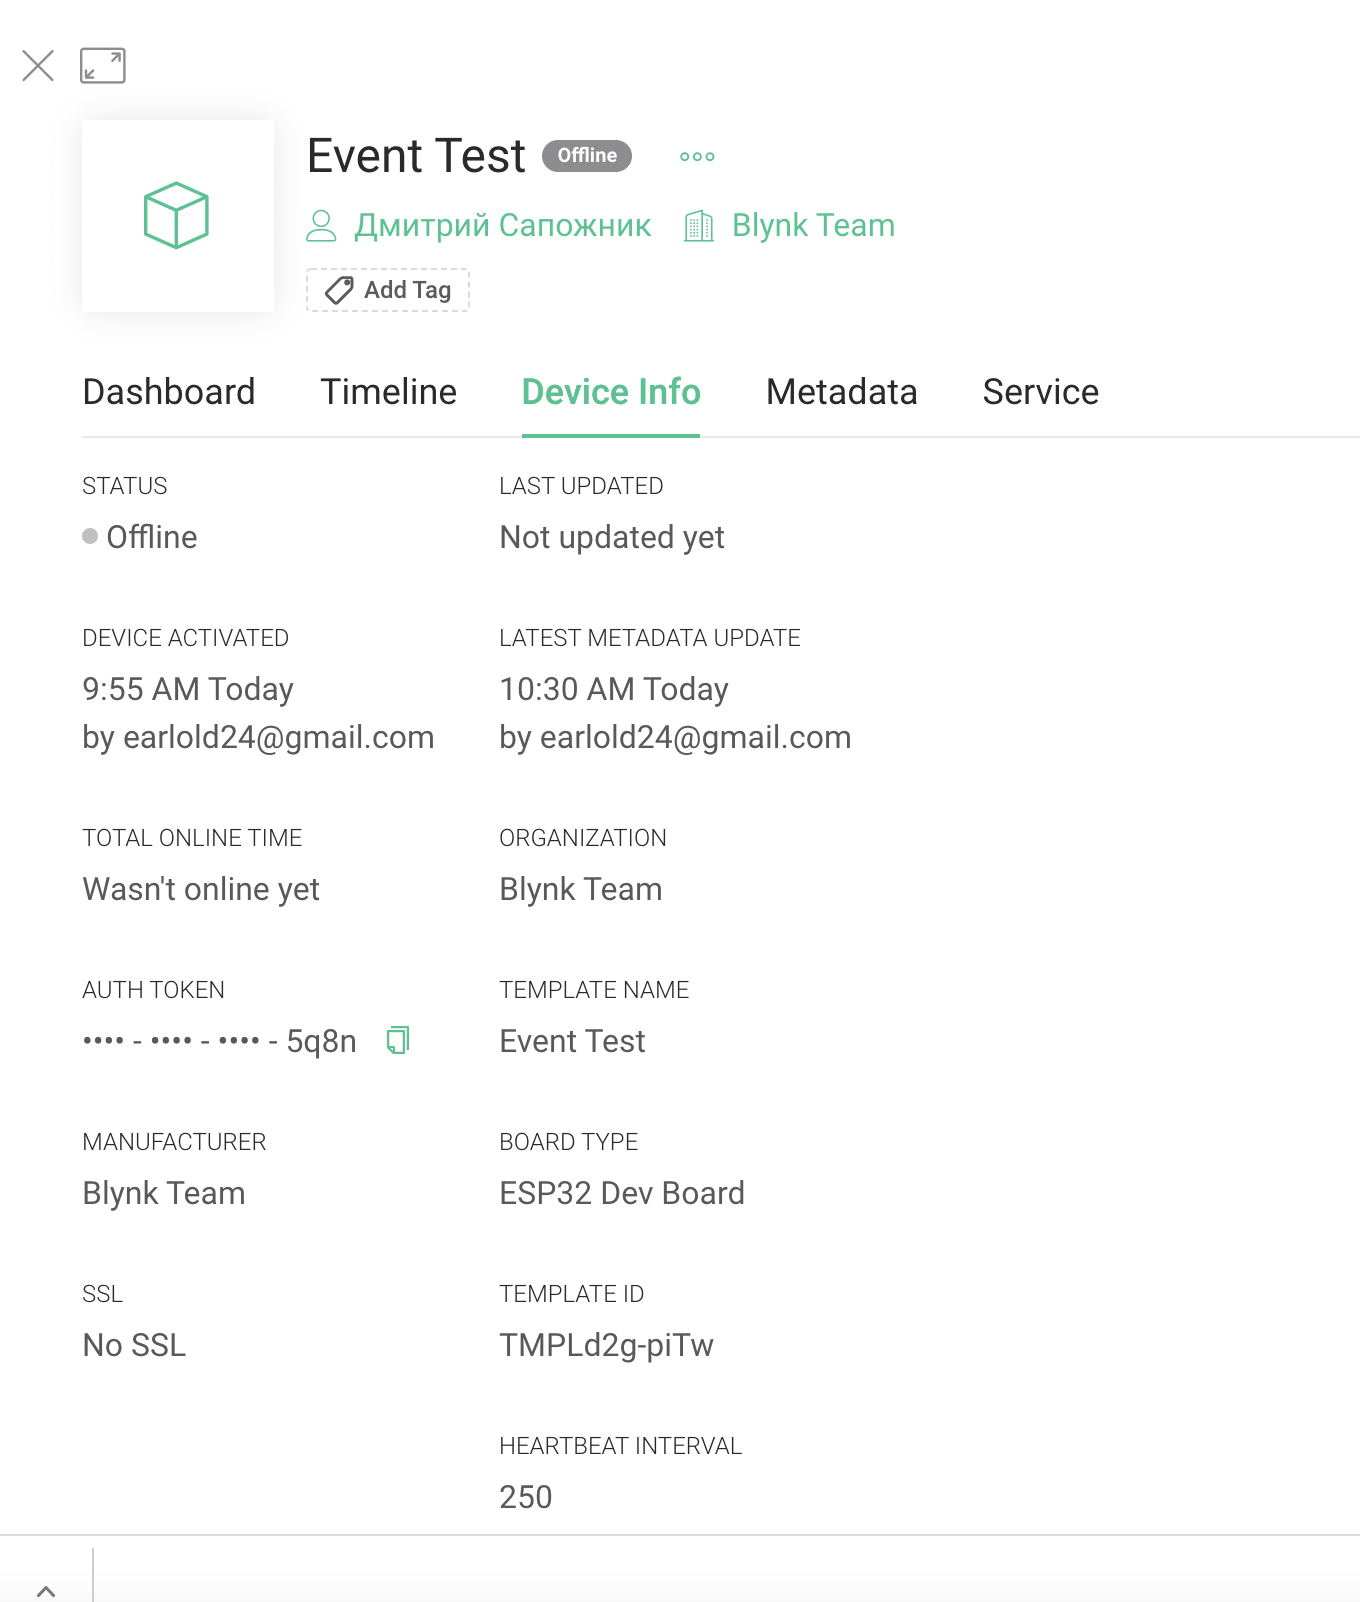 Event Test Offline
Дмитрий Сапожник Blynk Team
Add Tag
Dashboard Timeline Device Info Metadata Service
STATUS LAST UPDATED
Offline Not updated yet
DEVICE ACTIVATED LATEST METADATA UPDATE
9:55 AM Today 10:30 AM Today
by earlold24@gmail.com by earlold24@gmail.com
TOTAL ONLINE TIME ORGANIZATION
Wasn't online yet Blynk Team
AUTH TOKEN TEMPLATE NAME
•••• - •••• - •••• - 5q8n Event Test
MANUFACTURER BOARD TYPE
Blynk Team ESP32 Dev Board
SSL TEMPLATE ID
No SSL TMPLd2g-piTw
HEARTBEAT INTERVAL
250